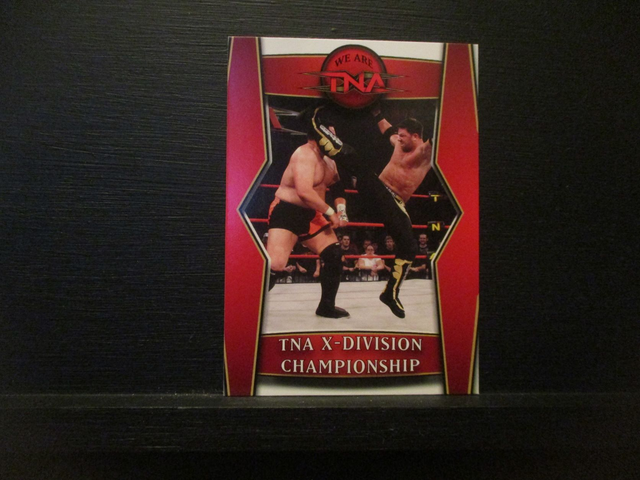 WE ARE
TNA
TNA X-DIVISION
CHAMPIONSHIP